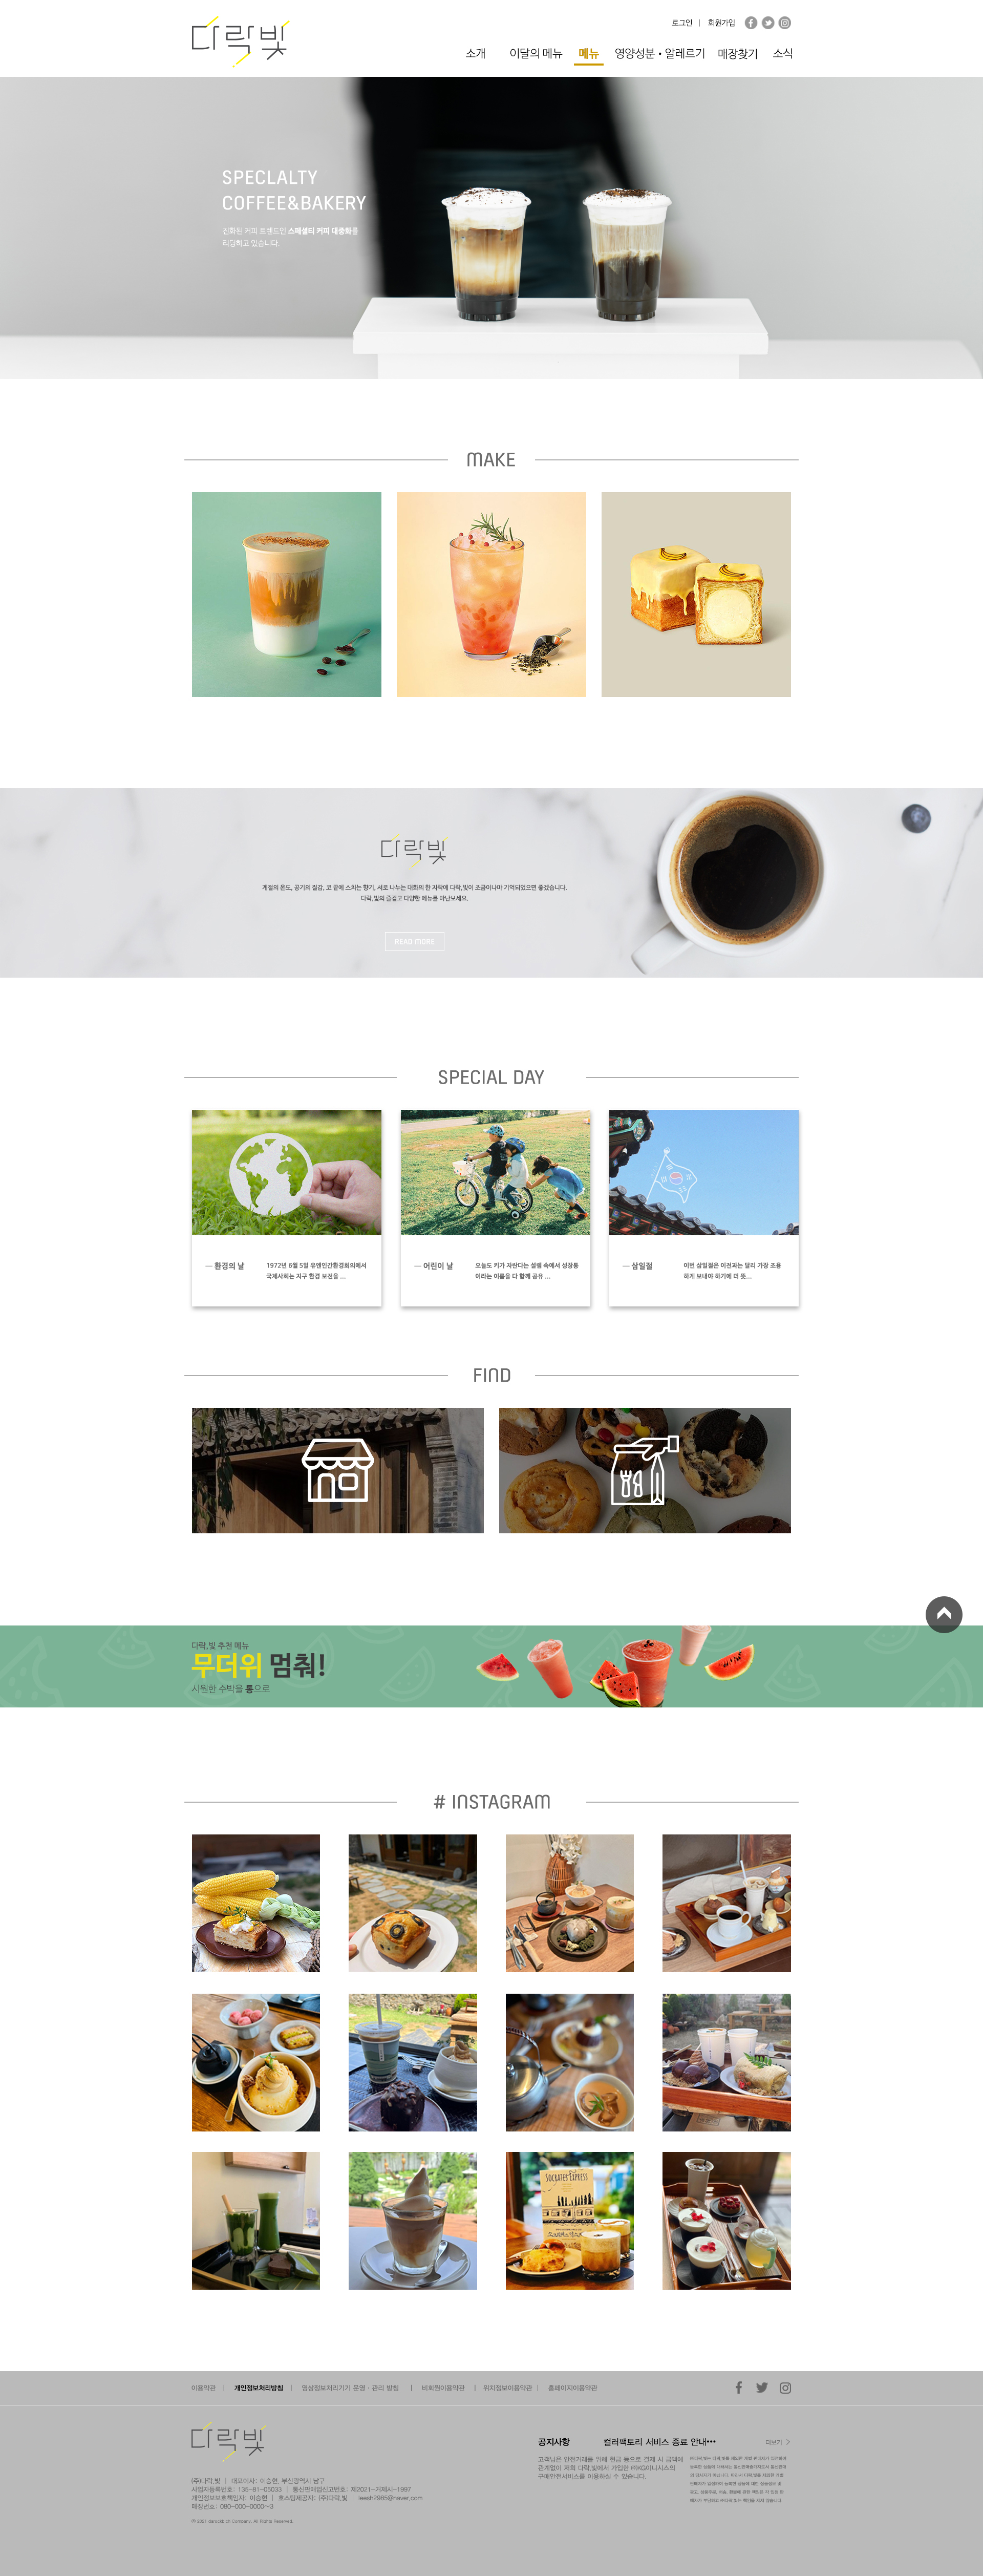 다락빛
로그인 | 회원가입
소개 이달의 메뉴 메뉴 영양성분 • 알레르기 매장찾기 소식
SPECLALTY
COFFEE&BAKERY
진화된 커피 트렌드인 스페셜티 커피 대중화를
리딩하고 있습니다.
MAKE
다락빛
계절의 온도, 공기의 질감, 코 끝에 스치는 향기, 서로 나누는 대화의 한 자락에 다락,빛이 조금이나마 기억되었으면 좋겠습니다.
다락,빛의 즐겁고 다양한 메뉴를 만나보세요.
READ MORE
SPECIAL DAY
— 환경의 날
1972년 6월 5일 유엔인간환경회의에서
국제사회는 지구 환경 보전을 ...
— 어린이 날
오늘도 키가 자란다는 설렘 속에서 성장통
이라는 이름을 다 함께 공유 ...
— 삼일절
이번 삼일절은 이전과는 달리 가장 조용
하게 보내야 하기에 더 뜻...
FIND
다락,빛 추천 메뉴
무더위 멈춰!
시원한 수박을 통으로
# INSTAGRAM
SOCRATES EXPRESS
이용약관 | 개인정보처리방침 | 영상정보처리기기 운영 · 관리 방침 | 비회원이용약관 | 위치정보이용약관 | 홈페이지이용약관
다락빛
(주)다락,빛 | 대표이사: 이승현, 부산광역시 남구
사업자등록번호: 135-81-05033 | 통신판매업신고번호: 제2021-거제시-1997
개인정보보호책임자: 이승현 | 호스팅제공자: (주)다락,빛 | leesh2985@naver.com
매장번호: 080-000-0000~3
공지사항 컬러팩토리 서비스 종료 안내••• 더보기
고객님은 안전거래를 위해 현금 등으로 결제 시 금액에
관계없이 저희 다락,빛에서 가입한
구매안전서비스를 이용하실 수 있습니다.